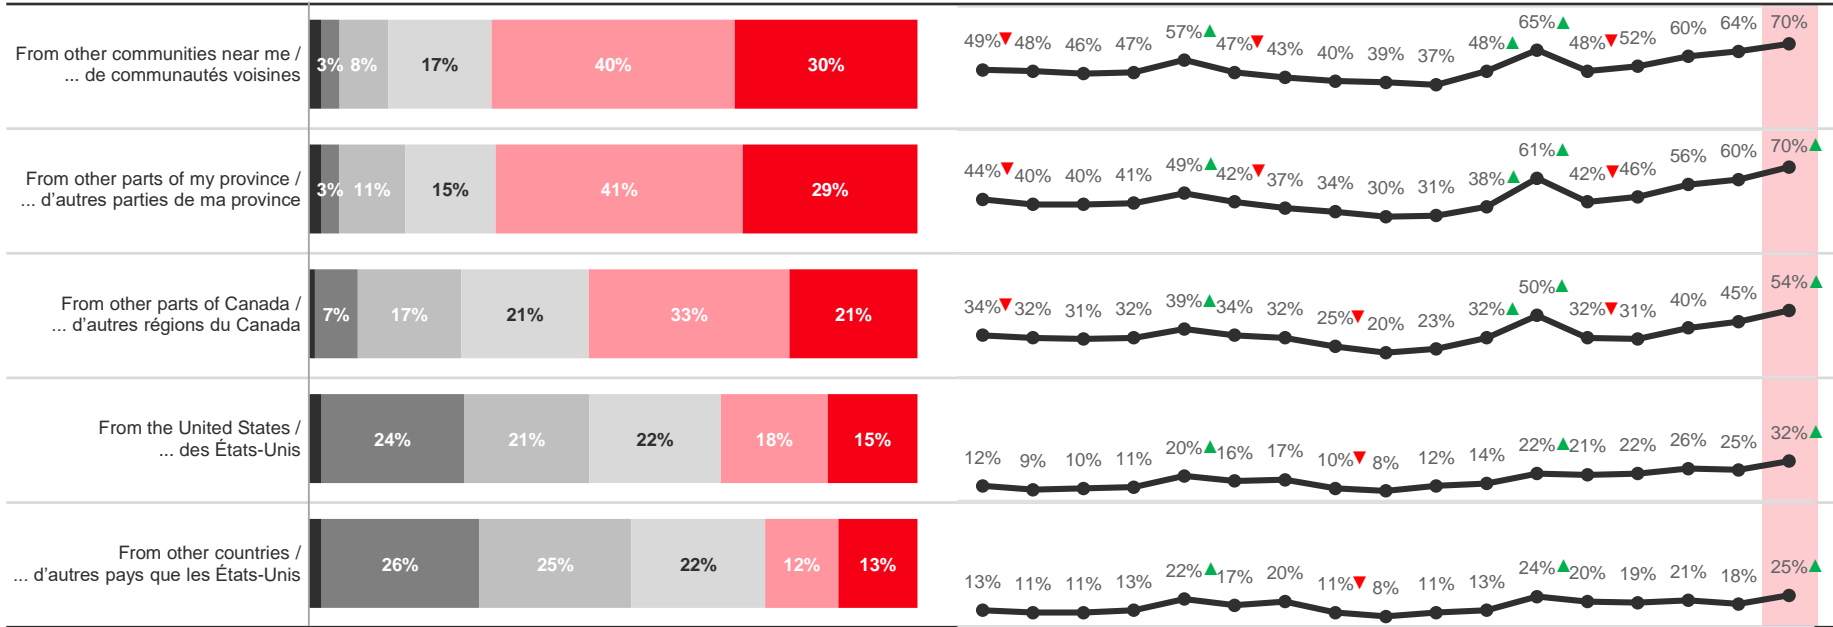 From other communities near me /
... de communautés voisines
3% 8% 17% 40% 30%
49%▼ 48% 46% 47% 57%▲ 47%▼ 43% 40% 39% 37% 48%▲ 65%▲ 48%▼ 52% 60% 64% 70%
From other parts of my province /
... d'autres parties de ma province
3% 11% 15% 41% 29%
44%▼ 40% 40% 41% 49%▲ 42%▼ 37% 34% 30% 31% 38%▲ 61%▲ 42%▼ 46% 56% 60% 70%▲
From other parts of Canada /
... d'autres régions du Canada
7% 17% 21% 33% 21%
34%▼ 32% 31% 32% 39%▲ 34% 32% 25%▼ 20% 23% 32%▲ 50%▲ 32%▼ 31% 40% 45% 54%▲
From the United States /
... des États-Unis
24% 21% 22% 18% 15%
12% 9% 10% 11% 20%▲ 16% 17% 10%▼ 8% 12% 14% 22%▲ 21% 22% 26% 25% 32%▲
From other countries /
... d'autres pays que les États-Unis
26% 25% 22% 12% 13%
13% 11% 11% 13% 22%▲ 17% 20% 11%▼ 8% 11% 13% 24%▲ 20% 19% 21% 18% 25%▲